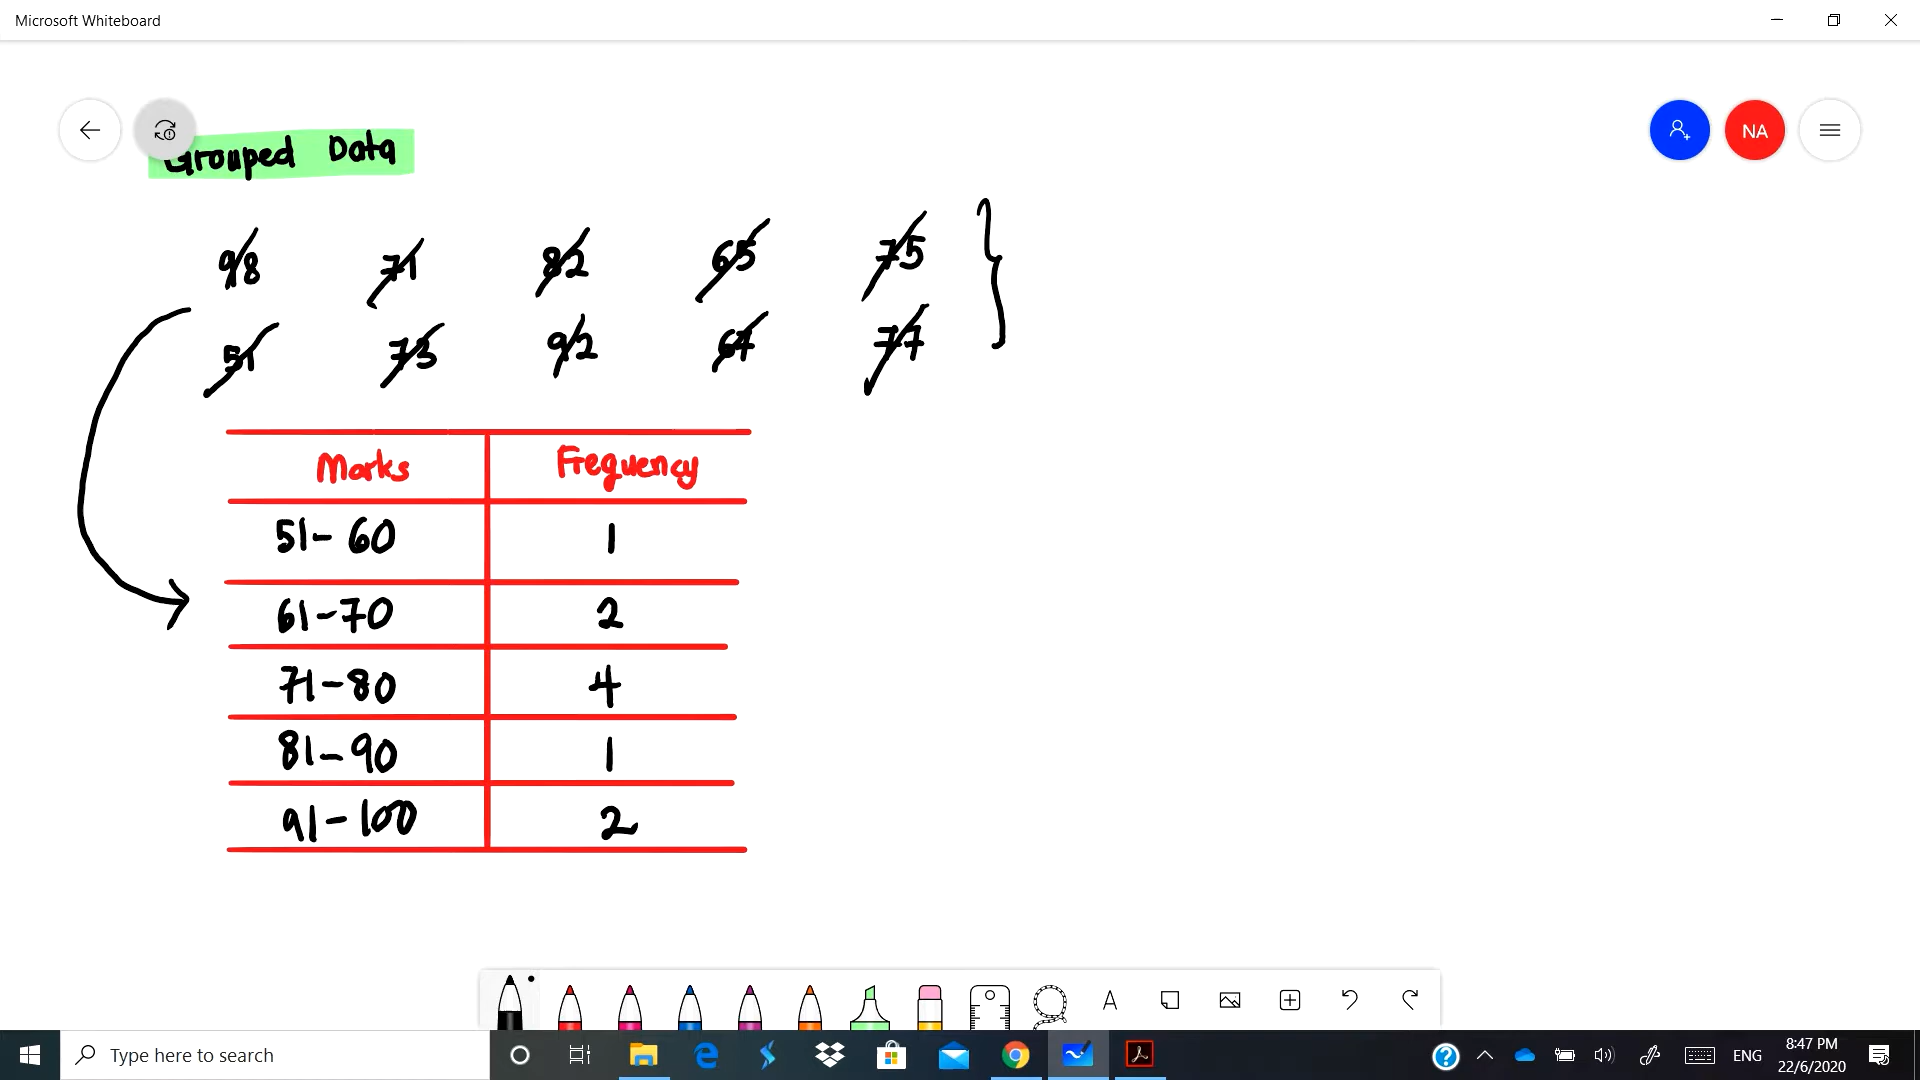 Microsoft Whiteboard
NA
Grouped Data
98 71 82 65 75
51 73 92 67 77
Marks Frequency
51-60 1
61-70 2
71-80 4
81-90 1
91-100 2
A
Type here to search
ENG
8:47 PM
22/6/2020